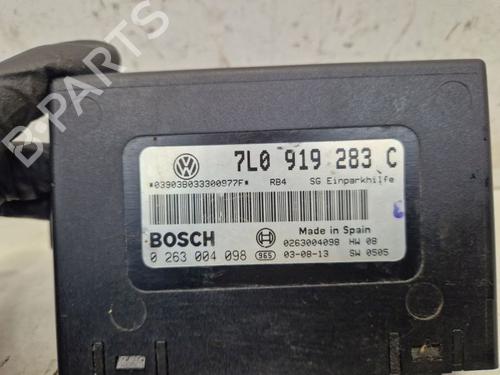 7L0 919 283 C
*03903B033300977F* RB4 SG Einparkhilfe
BOSCH
Made in Spain
0263004098 HW 08
0 263 004 098 965 03-08-13 SW 0505